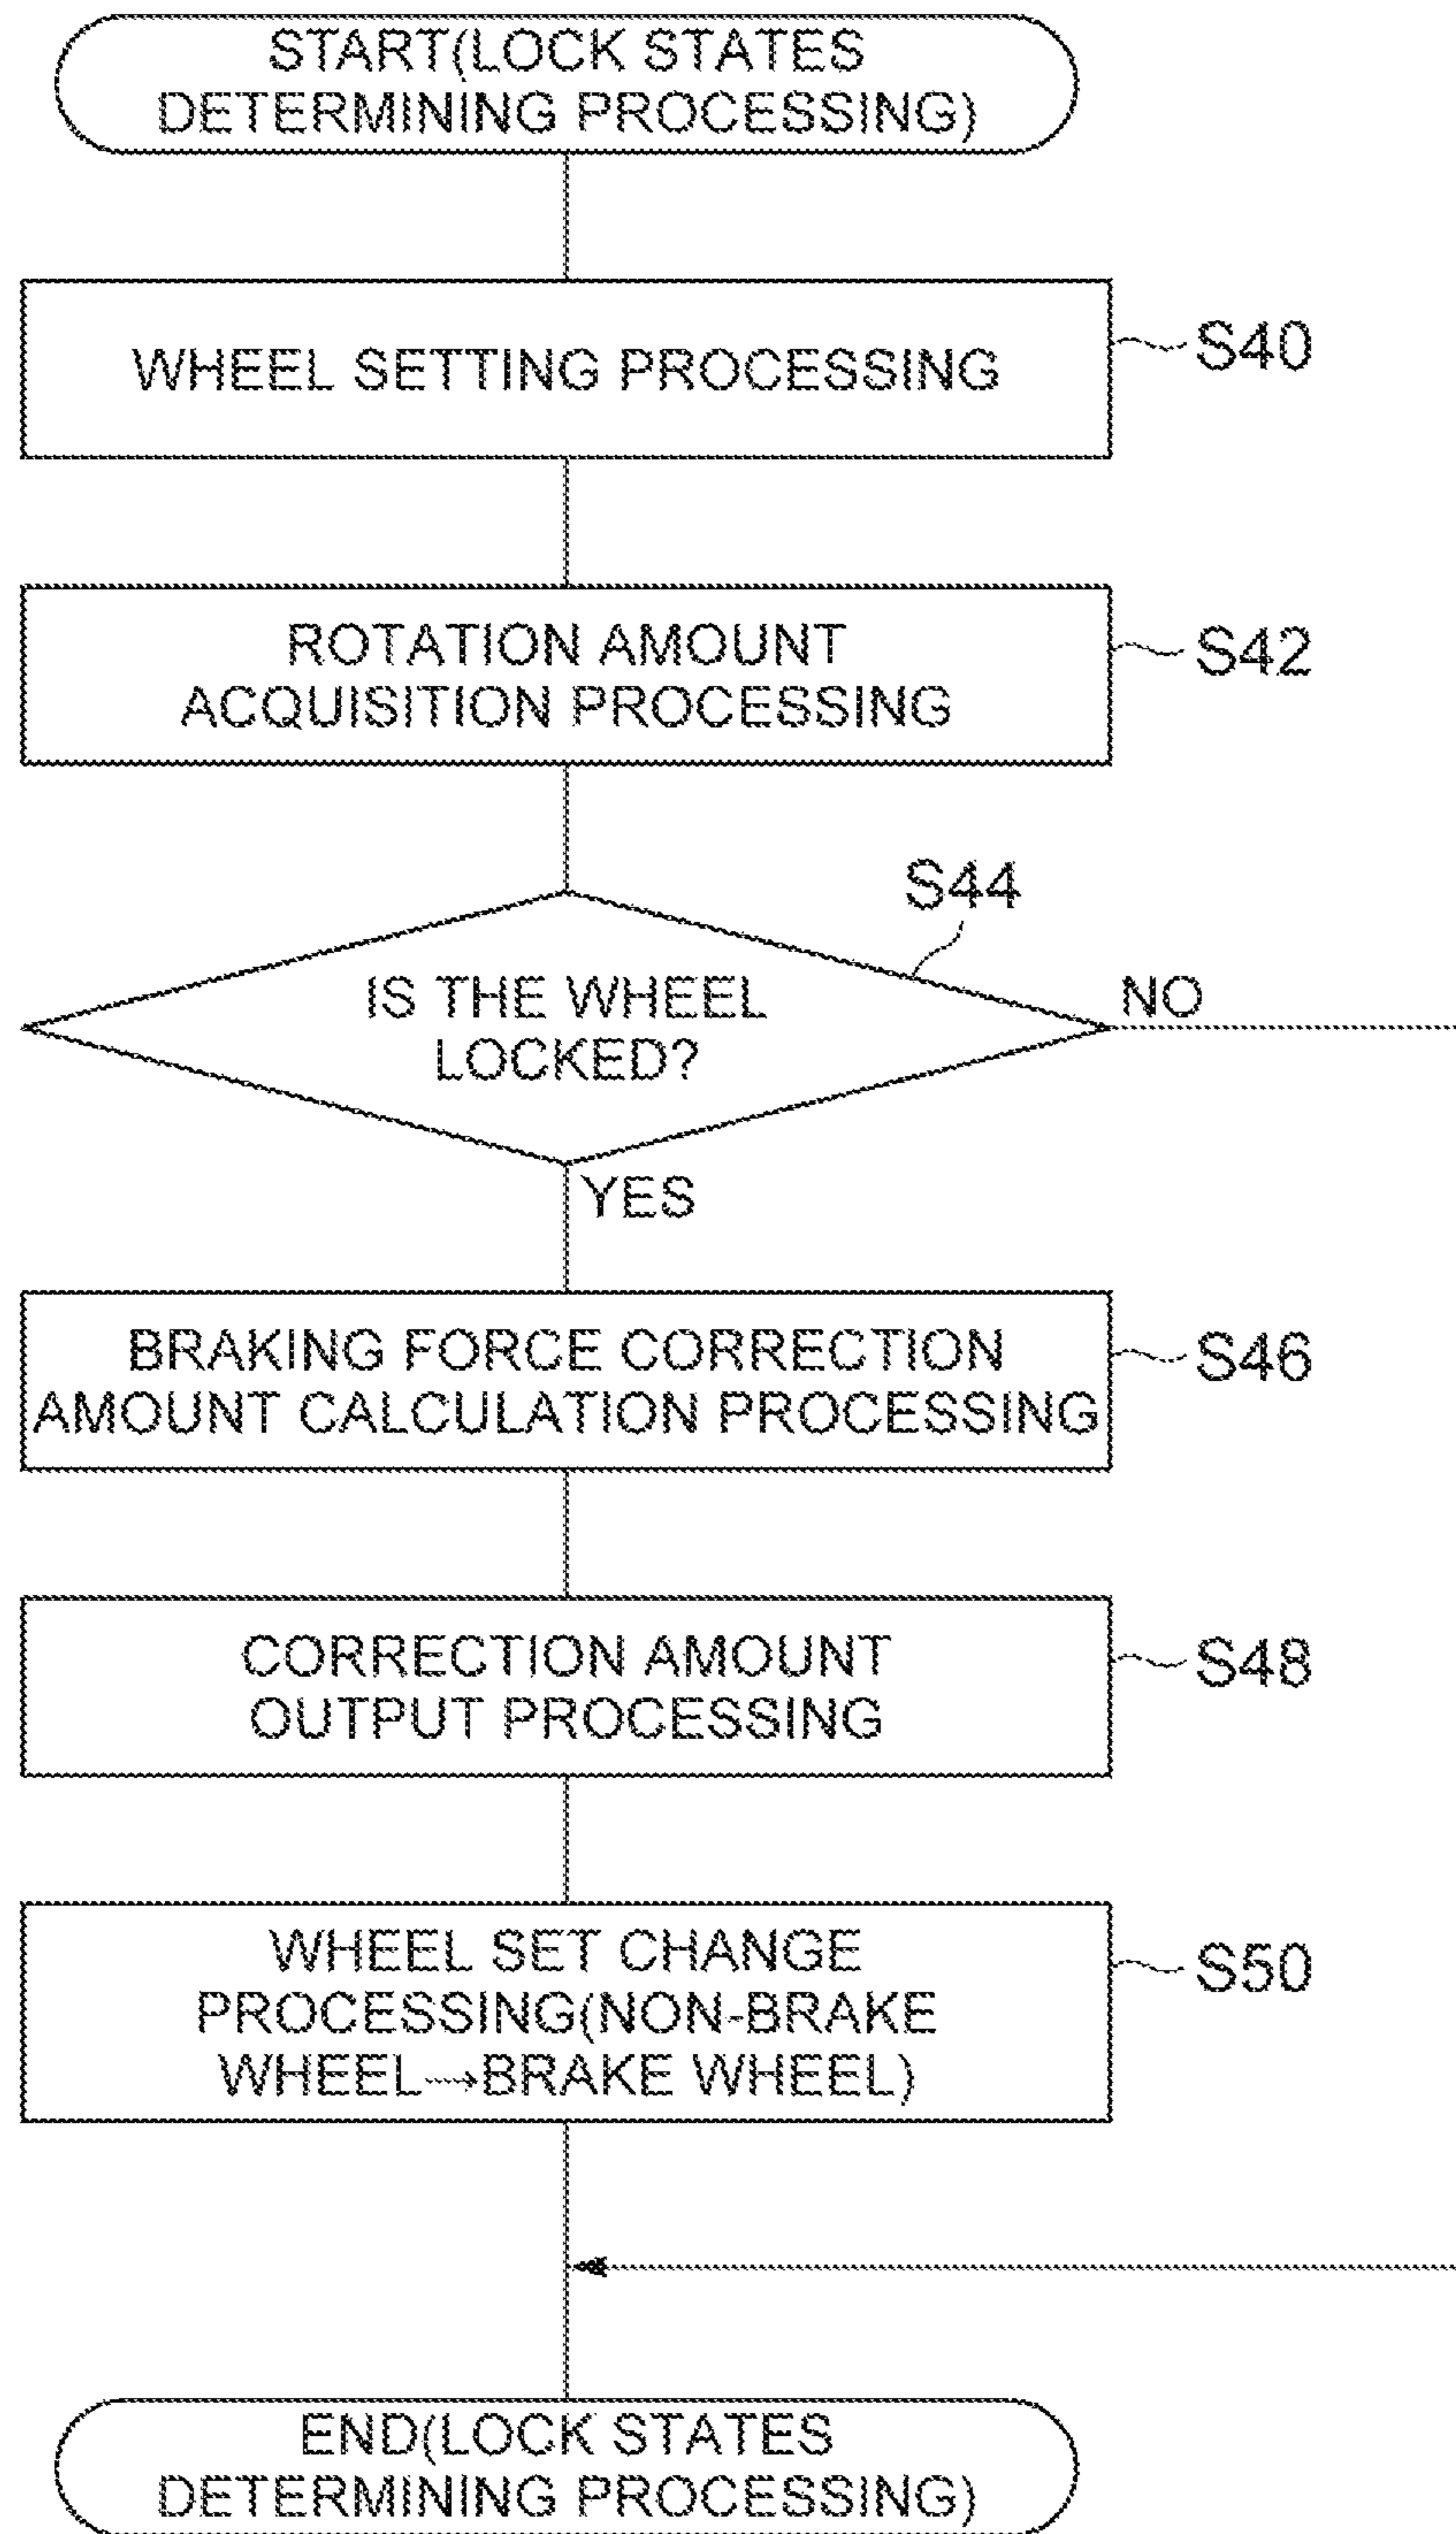 START(LOCK STATES
DETERMINING PROCESSING)
WHEEL SETTING PROCESSING
S40
ROTATION AMOUNT
ACQUISITION PROCESSING
S42
S44
IS THE WHEEL
LOCKED?
NO
YES
BRAKING FORCE CORRECTION
AMOUNT CALCULATION PROCESSING
S46
CORRECTION AMOUNT
OUTPUT PROCESSING
S48
WHEEL SET CHANGE
PROCESSING(NON-BRAKE
WHEEL→BRAKE WHEEL)
S50
END(LOCK STATES
DETERMINING PROCESSING)